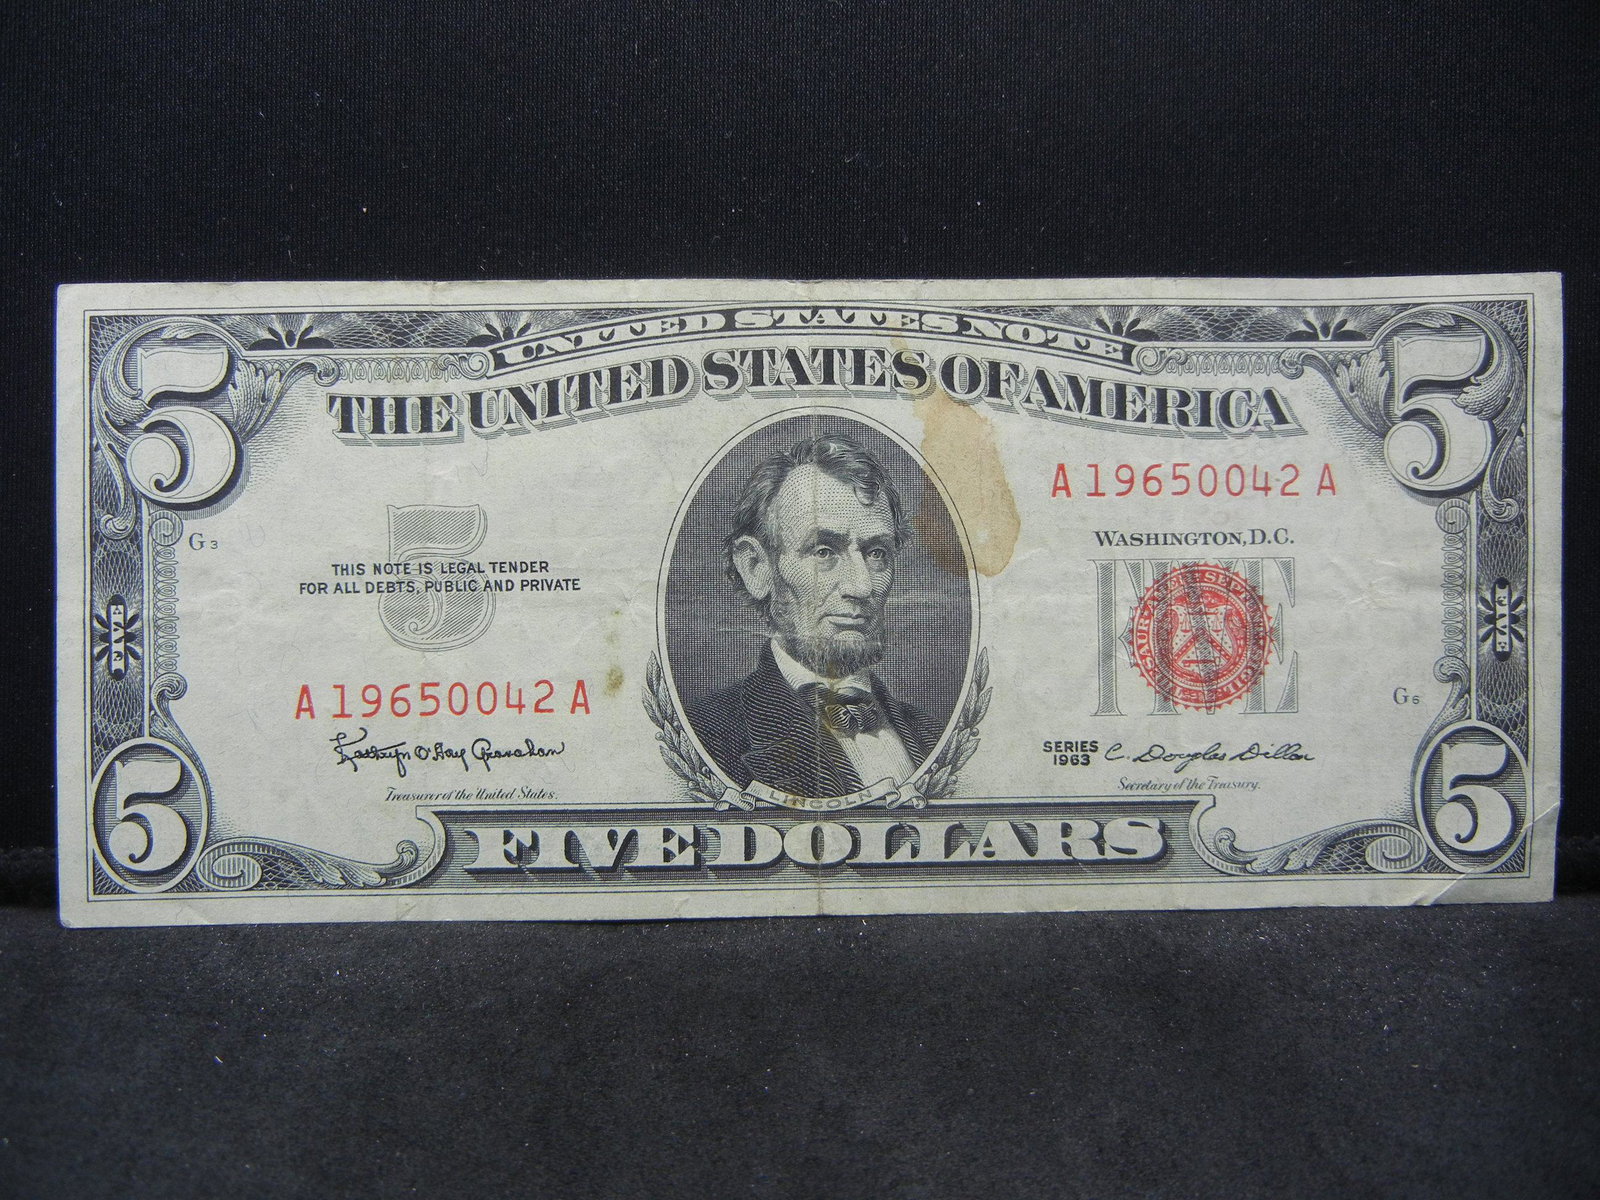 UNITED STATES NOTE
THE UNITED STATES OF AMERICA
5 5
A 19650042 A
G3
WASHINGTON, D.C.
5
THIS NOTE IS LEGAL TENDER
FOR ALL DEBTS, PUBLIC AND PRIVATE
FIVE
FIVE
FIVE
A 19650042 A
G6
Kathryn O'Hay Granahan
SERIES
1963
C. Douglas Dillon
Treasurer of the United States.
Secretary of the Treasury.
LINCOLN
5 5
FIVE DOLLARS